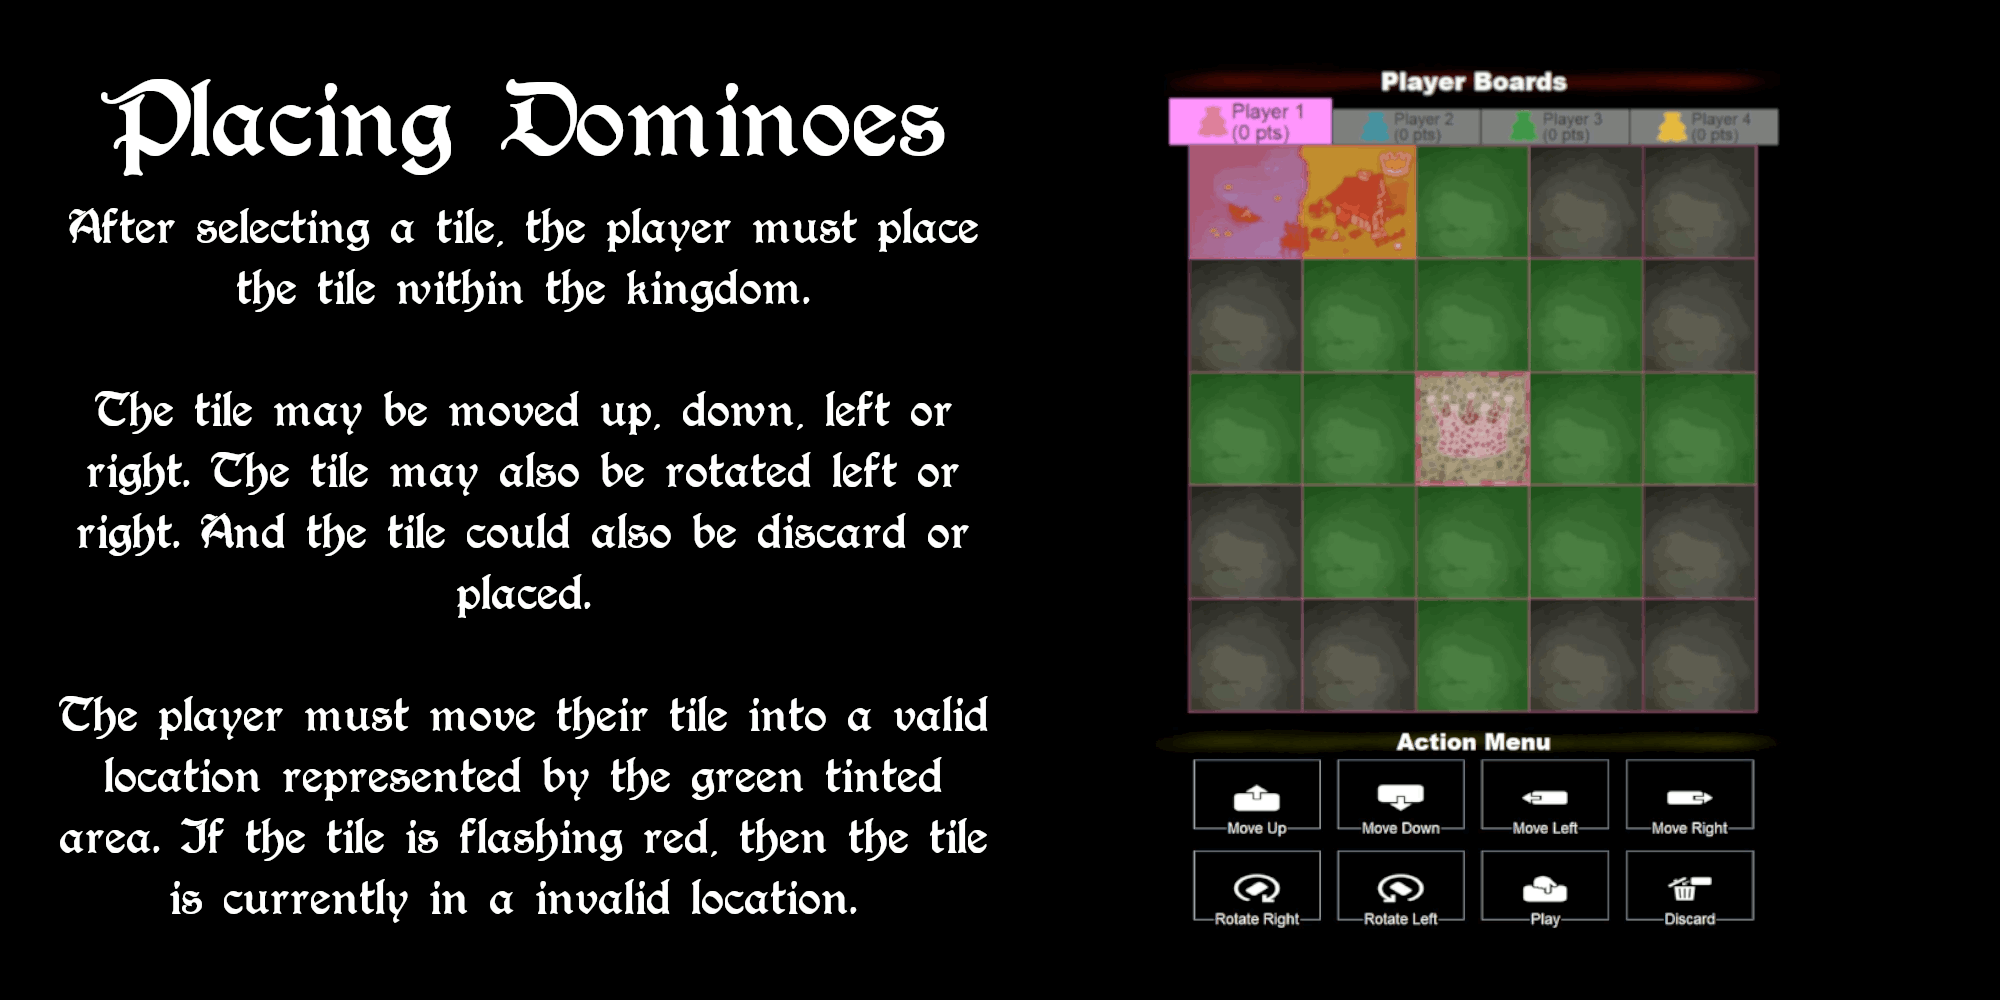 Placing Dominoes
After selecting a tile, the player must place
the tile within the kingdom.
The tile may be moved up, down, left or
right. The tile may also be rotated left or
right. And the tile could also be discard or
placed.
The player must move their tile into a valid
location represented by the green tinted
area. If the tile is flashing red, then the tile
is currently in a invalid location.
Player Boards
Player 1
(0 pts)
Player 2
(0 pts)
Player 3
(0 pts)
Player 4
(0 pts)
Action Menu
Move Up
Move Down
Move Left
Move Right
Rotate Right
Rotate Left
Play
Discard